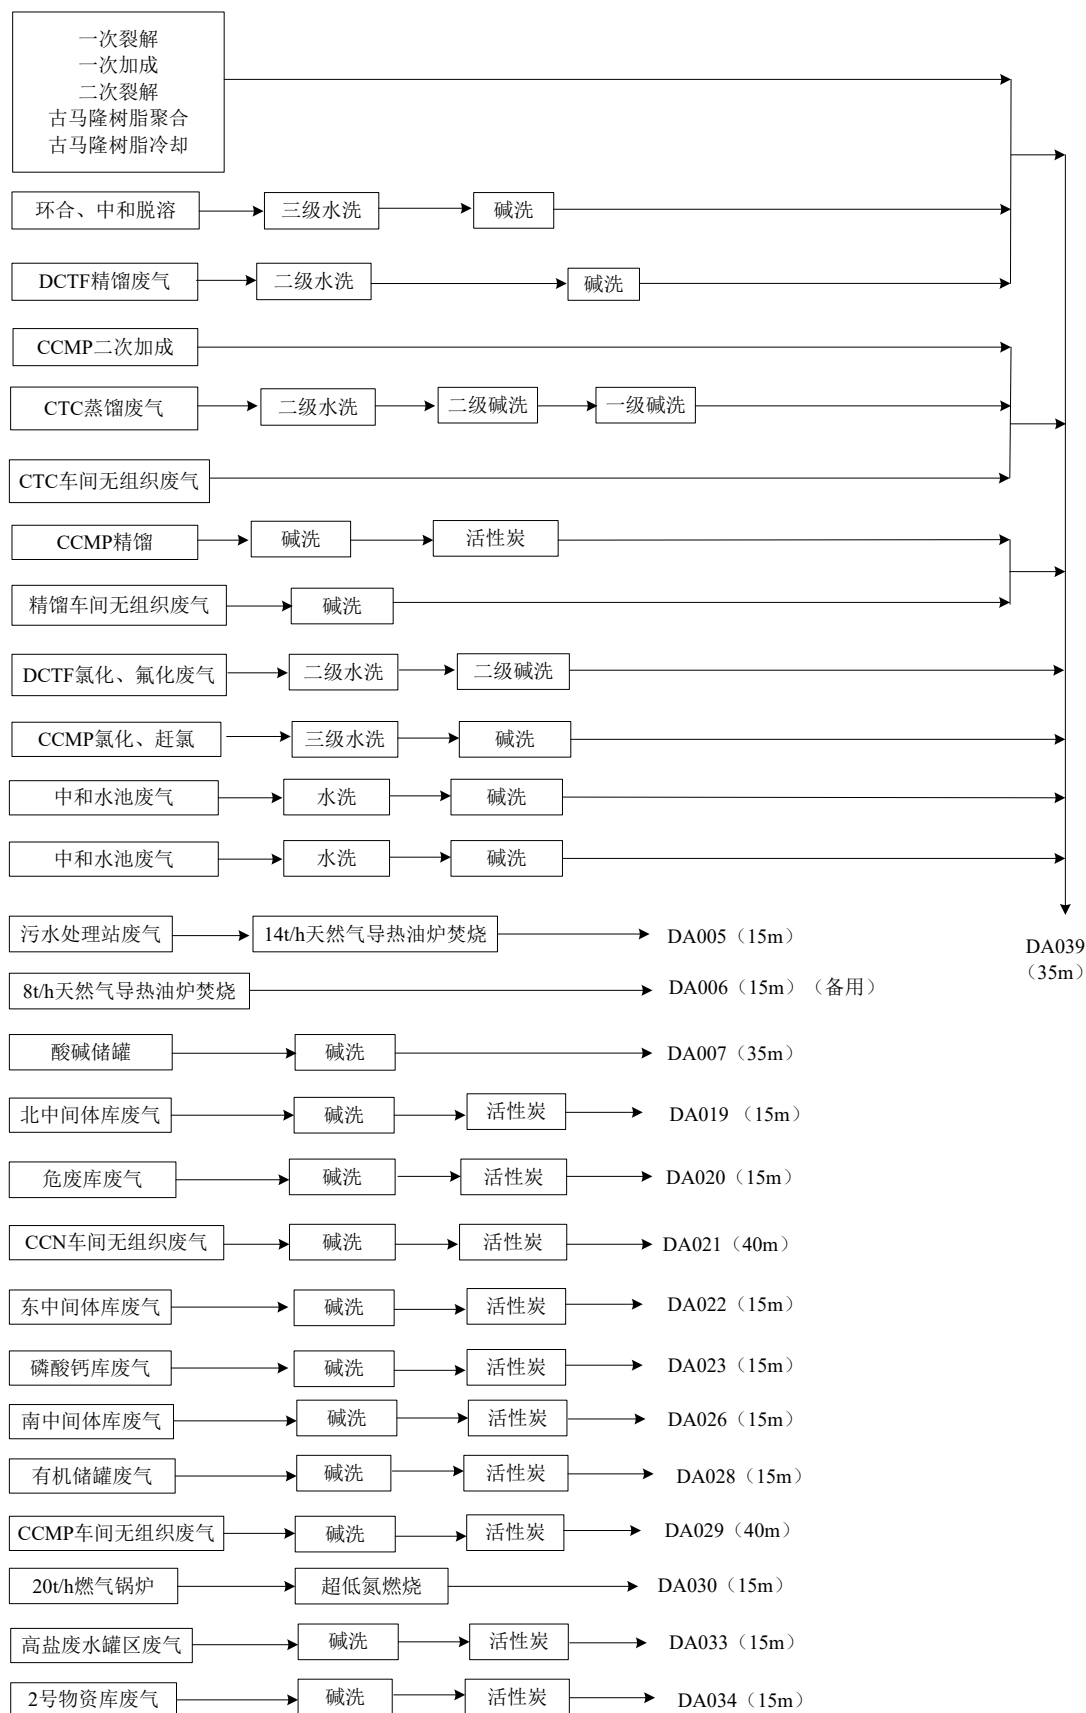 一次裂解
一次加成
二次裂解
古马隆树脂聚合
古马隆树脂冷却
环合、中和脱溶 三级水洗 碱洗
DCTF精馏废气 二级水洗 碱洗
CCMP二次加成
CTC蒸馏废气 二级水洗 二级碱洗 一级碱洗
CTC车间无组织废气
CCMP精馏 碱洗 活性炭
精馏车间无组织废气 碱洗
DCTF氯化、氟化废气 二级水洗 二级碱洗
CCMP氯化、赶氯 三级水洗 碱洗
中和水池废气 水洗 碱洗
中和水池废气 水洗 碱洗
污水处理站废气 14t/h天然气导热油炉焚烧 DA005（15m）
DA039
（35m）
8t/h天然气导热油炉焚烧 DA006（15m）（备用）
酸碱储罐 碱洗 DA007（35m）
北中间体库废气 碱洗 活性炭 DA019 （15m）
危废库废气 碱洗 活性炭 DA020（15m）
CCN车间无组织废气 碱洗 活性炭 DA021（40m）
东中间体库废气 碱洗 活性炭 DA022（15m）
磷酸钙库废气 碱洗 活性炭 DA023（15m）
南中间体库废气 碱洗 活性炭 DA026（15m）
有机储罐废气 碱洗 活性炭 DA028（15m）
CCMP车间无组织废气 碱洗 活性炭 DA029（40m）
20t/h燃气锅炉 超低氮燃烧 DA030（15m）
高盐废水罐区废气 碱洗 活性炭 DA033（15m）
2号物资库废气 碱洗 活性炭 DA034（15m）